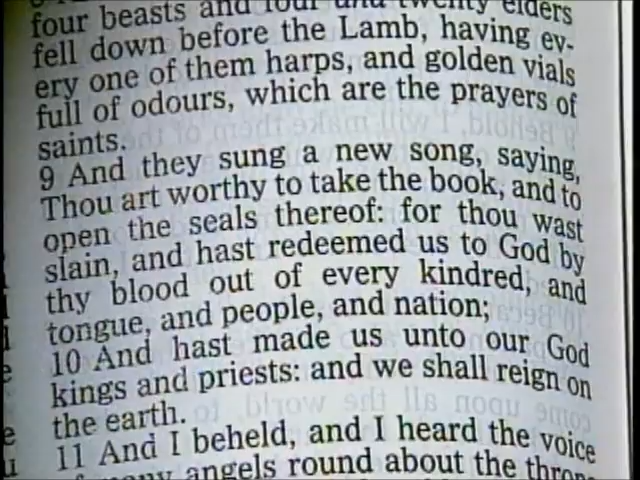 four beasts and four and twenty elders
fell down before the Lamb, having ev-
ery one of them harps, and golden vials
full of odours, which are the prayers of
saints.
9 And they sung a new song, saying,
Thou art worthy to take the book, and to
open the seals thereof: for thou wast
slain, and hast redeemed us to God by
thy blood out of every kindred, and
tongue, and people, and nation;
10 And hast made us unto our God
kings and priests: and we shall reign on
the earth.
11 And I beheld, and I heard the voice
of many angels round about the throne